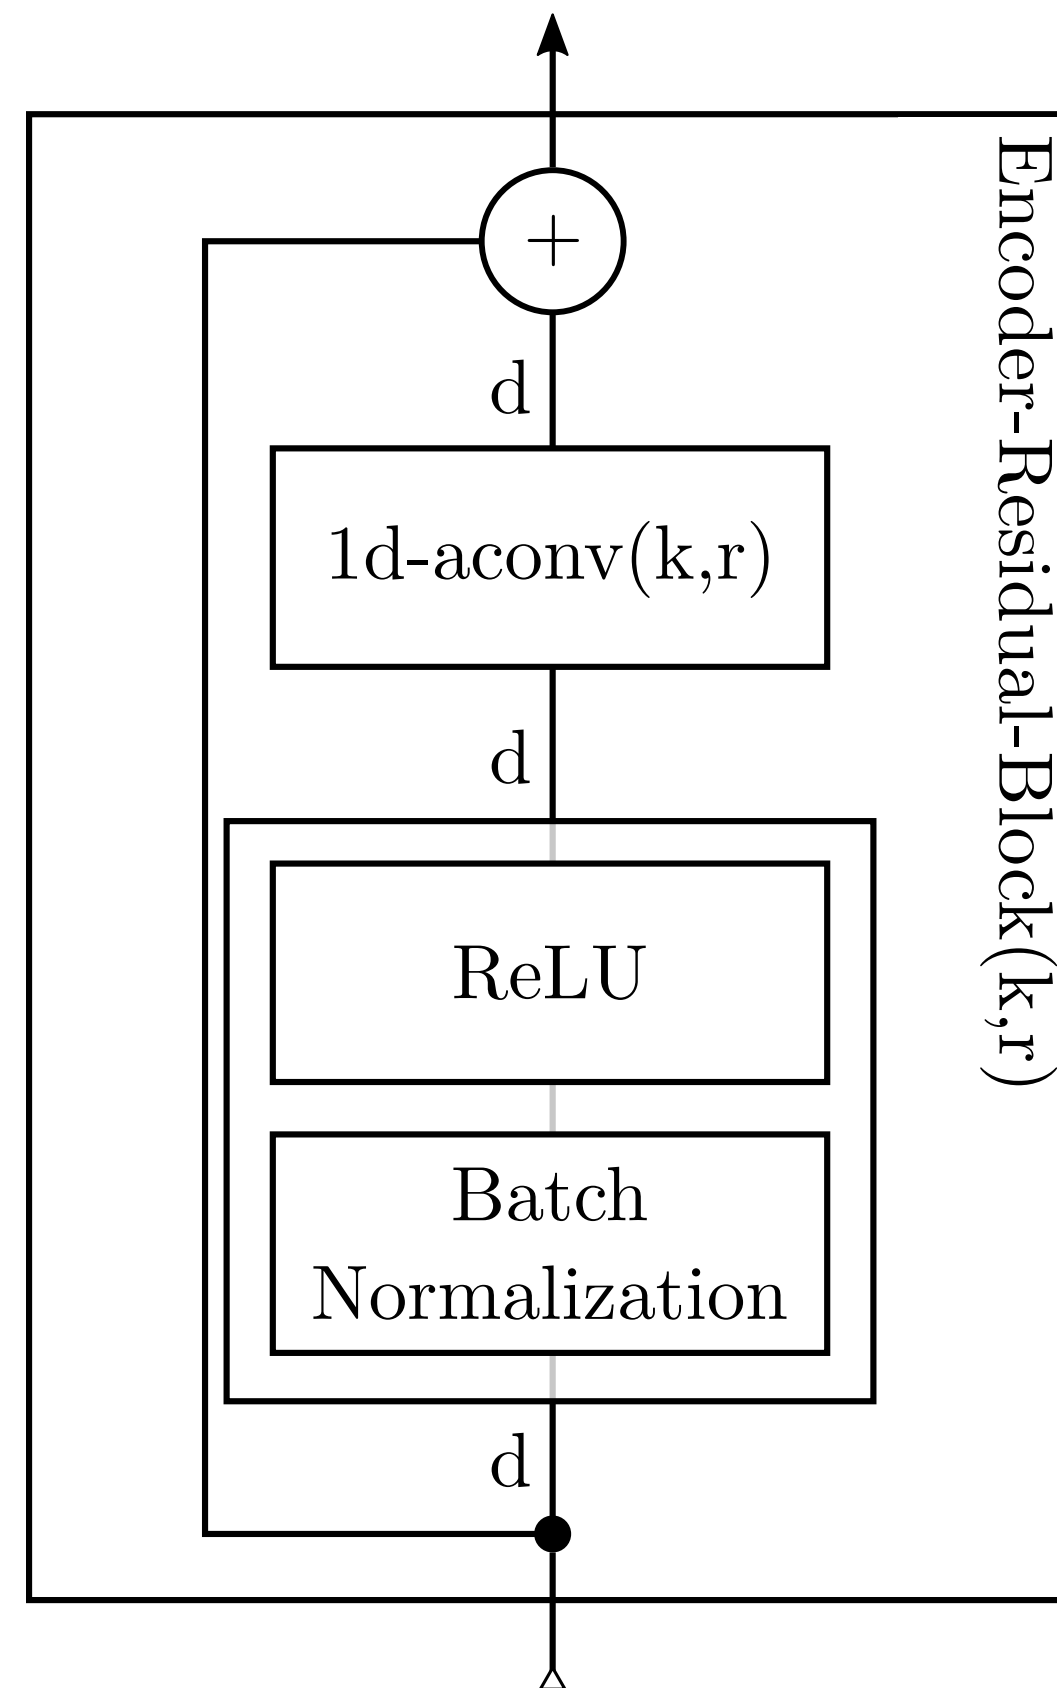 +
d
1d-aconv(k,r)
d
ReLU
Batch
Normalization
d
Encoder-Residual-Block(k,r)